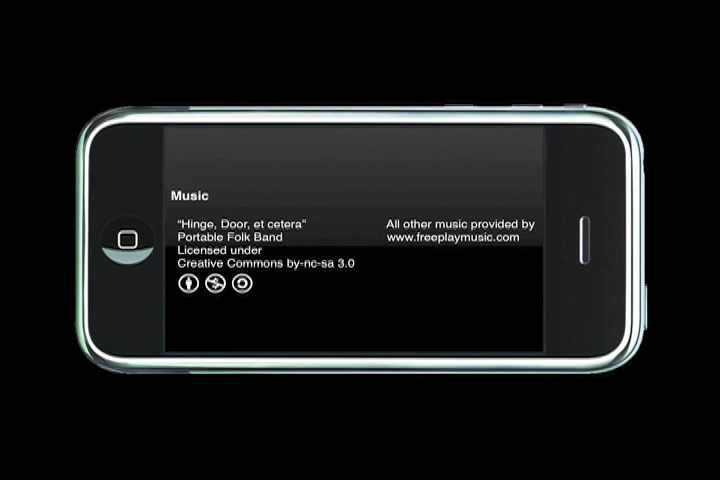 Music
“Hinge, Door, et cetera”
Portable Folk Band
Licensed under
Creative Commons by-nc-sa 3.0
All other music provided by
www.freeplaymusic.com